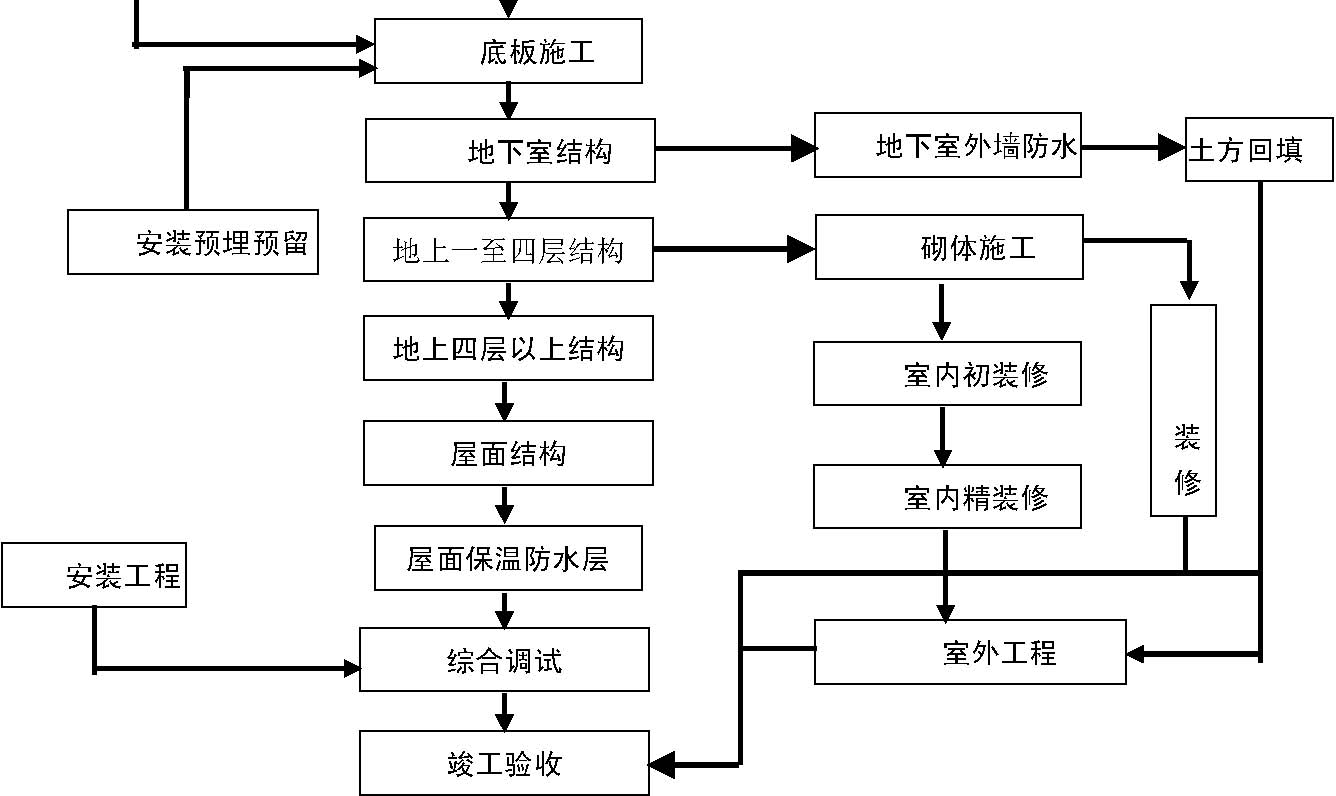 底板施工
地下室结构
地下室外墙防水
土方回填
安装预埋预留
地上一至四层结构
砌体施工
地上四层以上结构
室内初装修
装
修
屋面结构
室内精装修
屋面保温防水层
安装工程
综合调试
室外工程
竣工验收